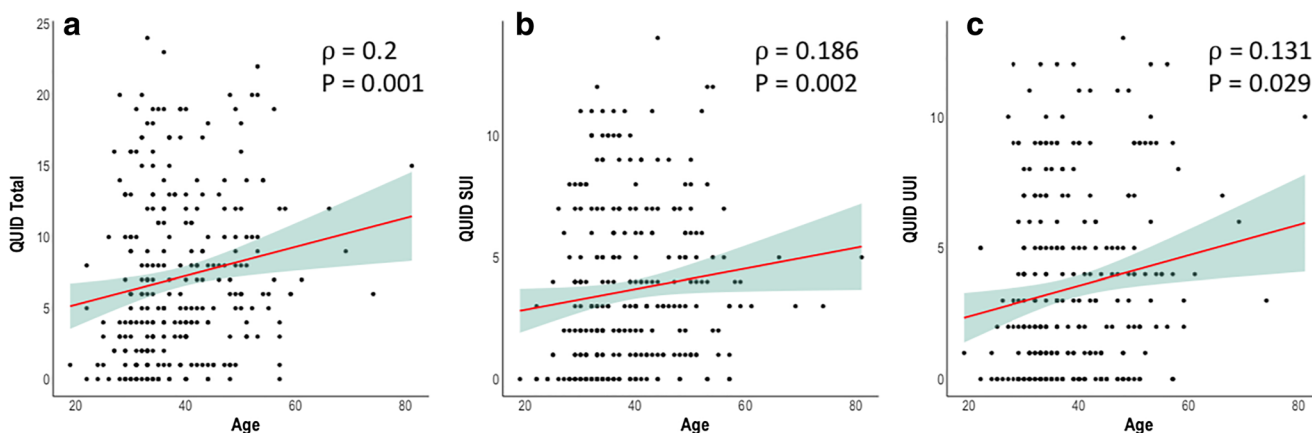 a
ρ = 0.2
P = 0.001
QUID Total
25
20
15
10
5
0
20 40 60 80
Age
b
ρ = 0.186
P = 0.002
QUID SUI
10
5
0
20 40 60 80
Age
c
ρ = 0.131
P = 0.029
QUID UUI
10
5
0
20 40 60 80
Age